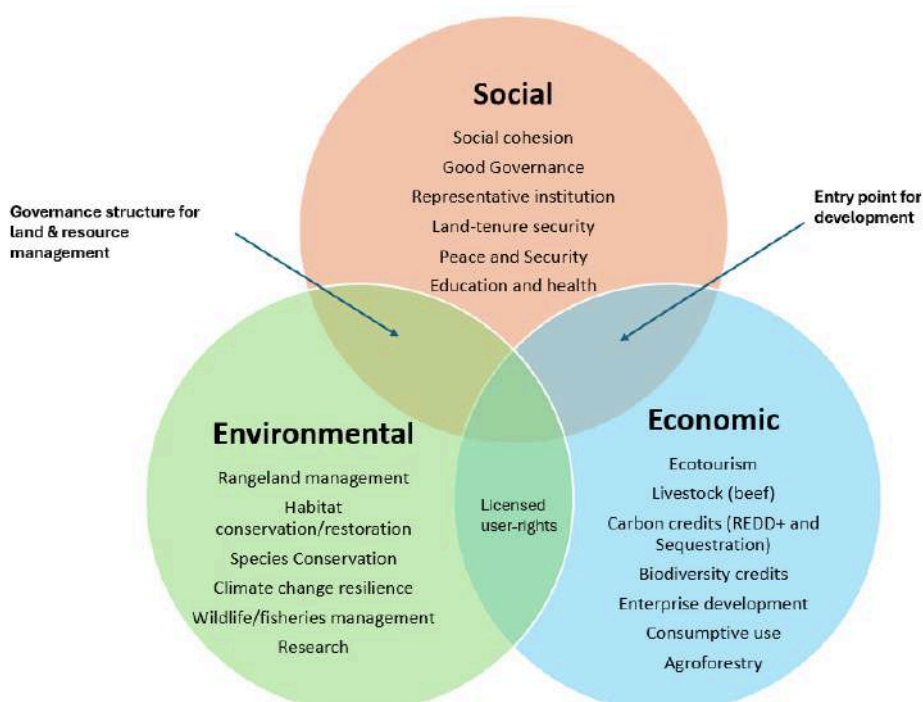 Social
Social cohesion
Good Governance
Representative institution
Land-tenure security
Peace and Security
Education and health
Governance structure for
land & resource
management
Entry point for
development
Environmental
Rangeland management
Habitat
conservation/restoration
Species Conservation
Climate change resilience
Wildlife/fisheries management
Research
Licensed
user-rights
Economic
Ecotourism
Livestock (beef)
Carbon credits (REDD+ and
Sequestration)
Biodiversity credits
Enterprise development
Consumptive use
Agroforestry